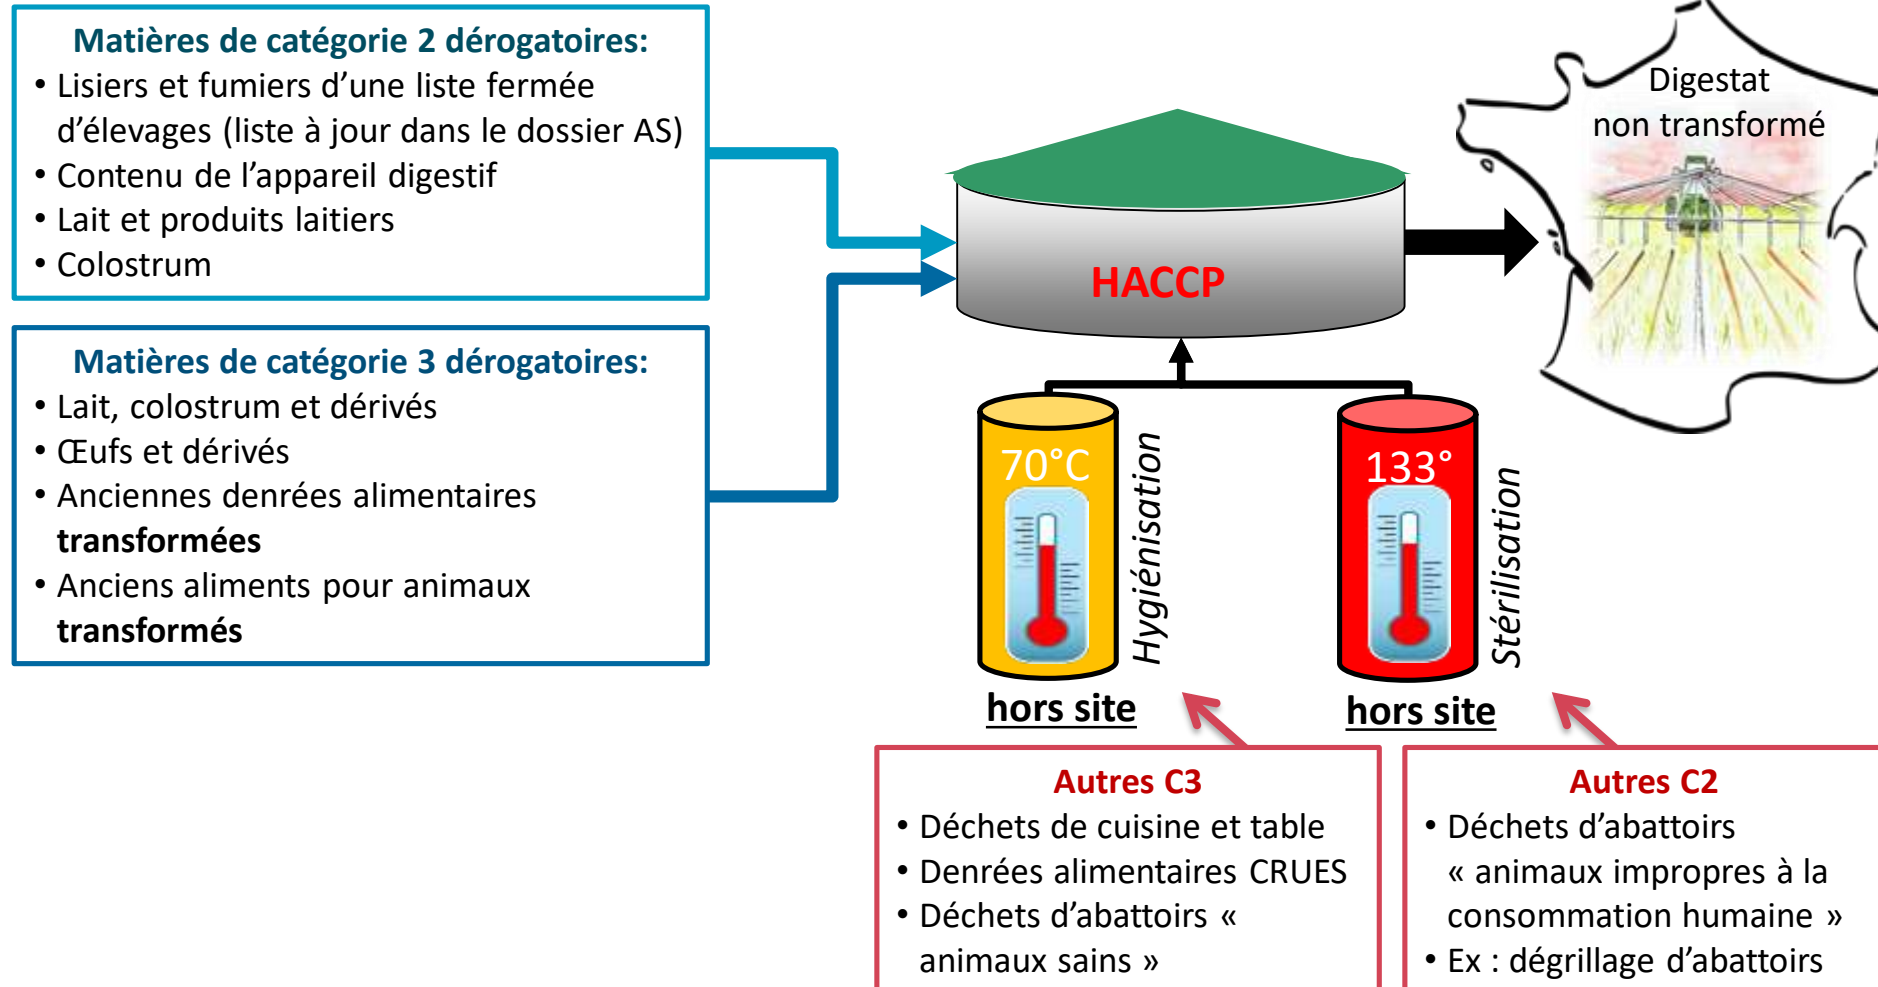 Matières de catégorie 2 dérogatoires:
• Lisiers et fumiers d’une liste fermée
d’élevages (liste à jour dans le dossier AS)
• Contenu de l’appareil digestif
• Lait et produits laitiers
• Colostrum
Matières de catégorie 3 dérogatoires:
• Lait, colostrum et dérivés
• Œufs et dérivés
• Anciennes denrées alimentaires
transformées
• Anciens aliments pour animaux
transformés
HACCP
Digestat
non transformé
70°C
Hygiénisation
hors site
133°
Stérilisation
hors site
Autres C3
• Déchets de cuisine et table
• Denrées alimentaires CRUES
• Déchets d’abattoirs «
animaux sains »
Autres C2
• Déchets d’abattoirs
« animaux impropres à la
consommation humaine »
• Ex : dégrillage d’abattoirs